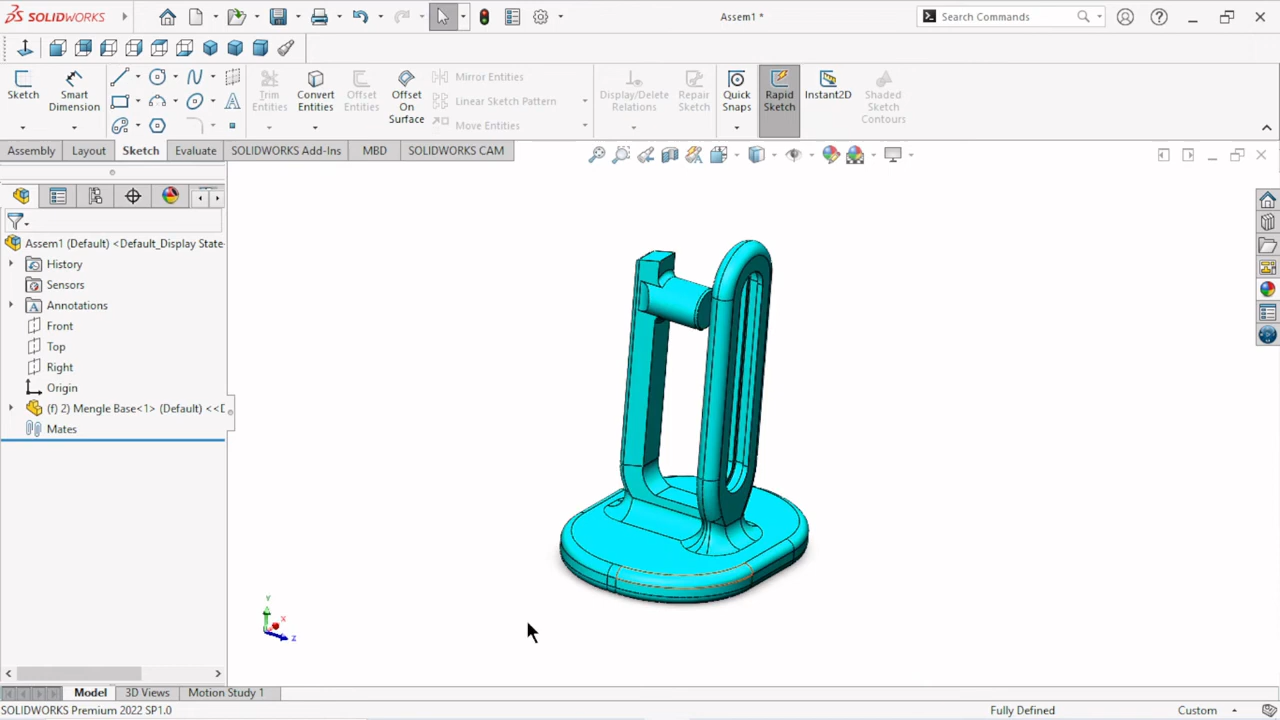 SOLIDWORKS
Assem1 *
Search Commands
Sketch
Smart
Dimension
Trim
Entities
Convert
Entities
Offset
Entities
Offset
On
Surface
Mirror Entities
Linear Sketch Pattern
Move Entities
Display/Delete
Relations
Repair
Sketch
Quick
Snaps
Rapid
Sketch
Instant2D
Shaded
Sketch
Contours
Assembly
Layout
Sketch
Evaluate
SOLIDWORKS Add-Ins
MBD
SOLIDWORKS CAM
Assem1 (Default) <Default_Display State
History
Sensors
Annotations
Front
Top
Right
Origin
(f) 2) Mengle Base<1> (Default) <<D
Mates
Y
X
Z
Model
3D Views
Motion Study 1
SOLIDWORKS Premium 2022 SP1.0
Fully Defined
Custom